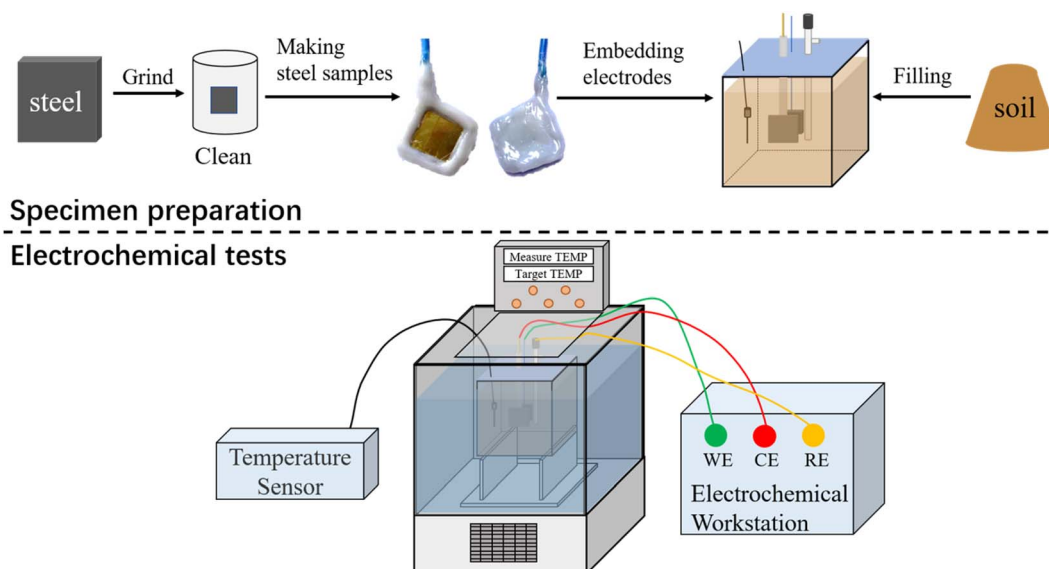 steel
Grind
Clean
Making
steel samples
Embedding
electrodes
Filling
soil
Specimen preparation
Electrochemical tests
Measure TEMP
Target TEMP
Temperature
Sensor
WE CE RE
Electrochemical
Workstation